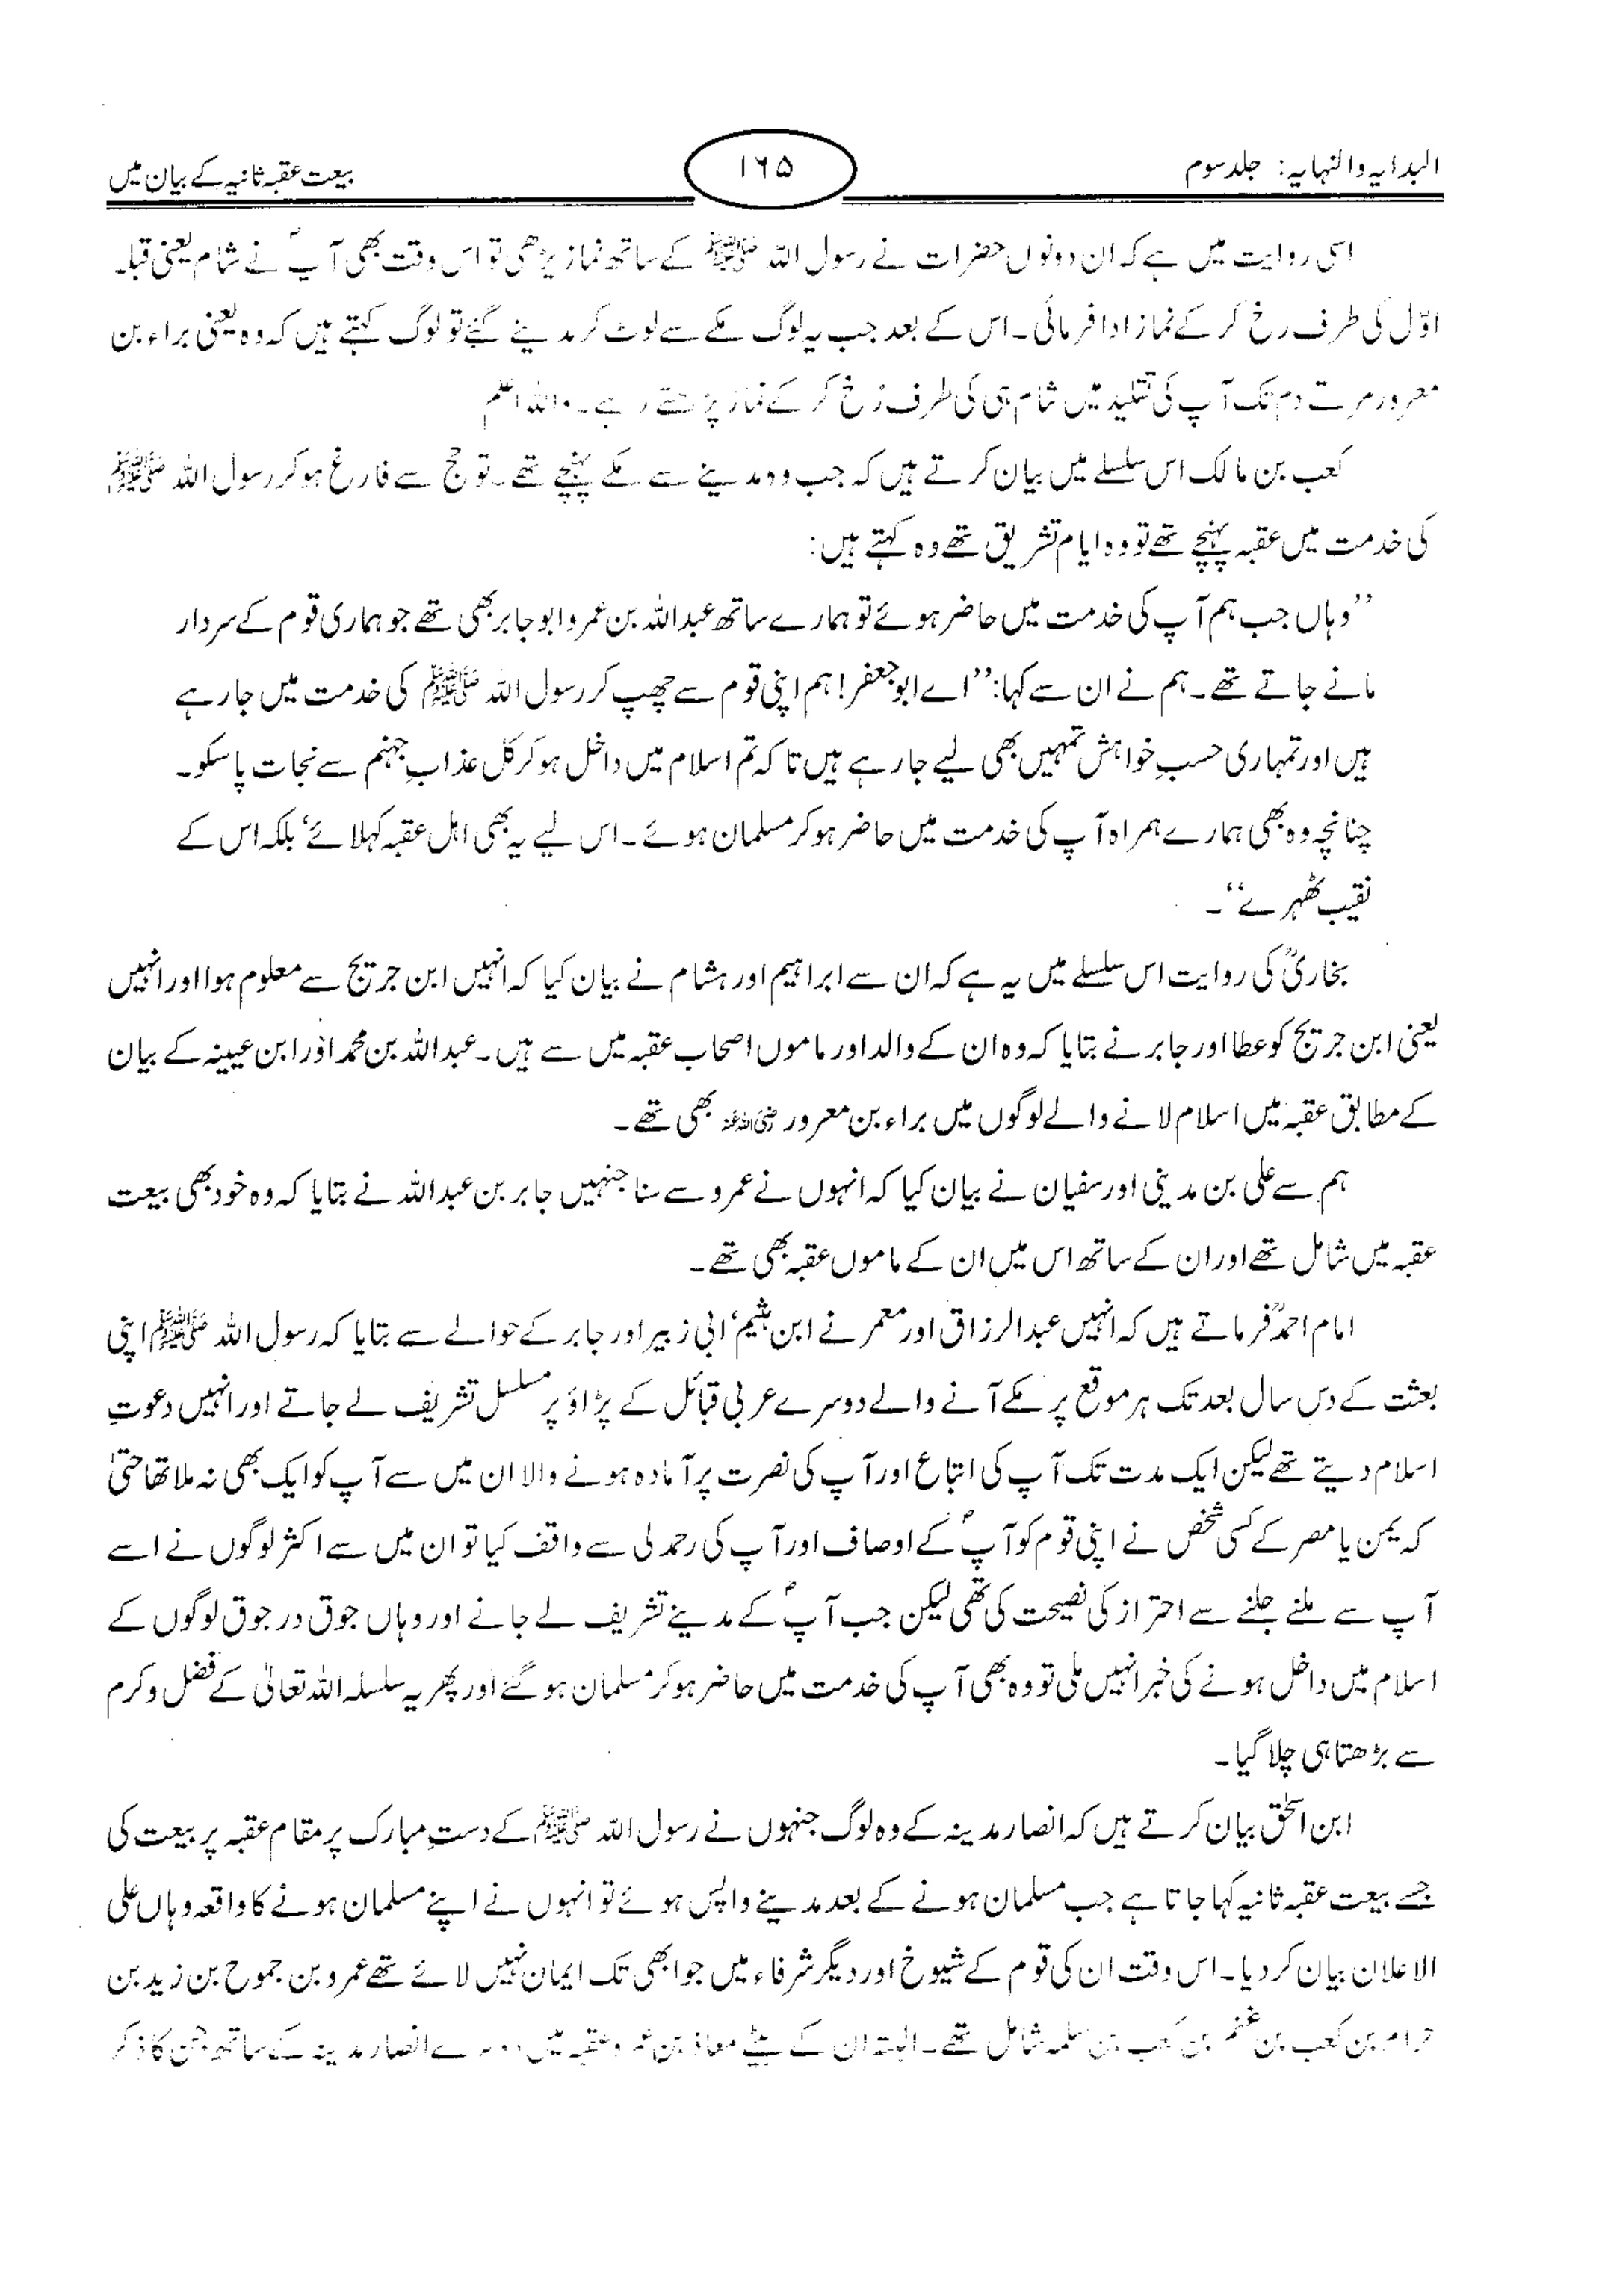 البدایہ والنہایہ: جلد سوم
۱۶۵
بیعت عقبہ ثانیہ کے بیان میں
اسی روایت میں ہے کہ ان دونوں حضرات نے رسول اللہ ﷺ کے ساتھ نماز پڑھی تو اس وقت بھی آپؐ نے شام یعنی قبلہ
اوّل کی طرف رخ کر کے نماز ادا فرمائی۔ اس کے بعد جب یہ لوگ مکے سے لوٹ کر مدینے گئے تو لوگ کہتے ہیں کہ وہ یعنی براء بن
معرور مرتے دم تک آپ کی تقلید میں شام ہی کی طرف رُخ کر کے نماز پڑھتے رہے۔ واللہ اعلم
کعب بن مالک اس سلسلے میں بیان کرتے ہیں کہ جب وہ مدینے سے مکے پہنچے تھے۔ تو حج سے فارغ ہو کر رسول اللہ ﷺ
کی خدمت میں عقبہ پہنچے تھے تو وہ ایام تشریق تھے وہ کہتے ہیں:
’’وہاں جب ہم آپ کی خدمت میں حاضر ہوئے تو ہمارے ساتھ عبداللہ بن عمرو ابوجابر بھی تھے جو ہماری قوم کے سردار
مانے جاتے تھے۔ ہم نے ان سے کہا: ’’اے ابوجعفر! ہم اپنی قوم سے چھپ کر رسول اللہ ﷺ کی خدمت میں جا رہے
ہیں اور تمہاری حسبِ خواہش تمہیں بھی لیے جا رہے ہیں تا کہ تم اسلام میں داخل ہو کر کل عذابِ جہنم سے نجات پا سکو۔
چنانچہ وہ بھی ہمارے ہمراہ آپ کی خدمت میں حاضر ہو کر مسلمان ہوئے۔ اس لیے یہ بھی اہل عقبہ کہلائے‘ بلکہ اس کے
نقیب ٹھہرے‘‘۔
بخاریؒ کی روایت اس سلسلے میں یہ ہے کہ ان سے ابراہیم اور ہشام نے بیان کیا کہ انہیں ابن جریج سے معلوم ہوا اور انہیں
یعنی ابن جریج کو عطا اور جابر نے بتایا کہ وہ ان کے والد اور ماموں اصحاب عقبہ میں سے ہیں۔ عبداللہ بن محمد اور ابن عیینہ کے بیان
کے مطابق عقبہ میں اسلام لانے والے لوگوں میں براء بن معرور رضی اللہ عنہ بھی تھے۔
ہم سے علی بن مدینی اور سفیان نے بیان کیا کہ انہوں نے عمرو سے سنا جنہیں جابر بن عبداللہ نے بتایا کہ وہ خود بھی بیعت
عقبہ میں شامل تھے اور ان کے ساتھ اس میں ان کے ماموں عقبہ بھی تھے۔
امام احمدؒ فرماتے ہیں کہ انہیں عبدالرزاق اور معمر نے ابن ہثیم‘ ابی زبیر اور جابر کے حوالے سے بتایا کہ رسول اللہ ﷺ اپنی
بعثت کے دس سال بعد تک ہر موقع پر مکے آنے والے دوسرے عربی قبائل کے پڑاؤ پر مسلسل تشریف لے جاتے اور انہیں دعوتِ
اسلام دیتے تھے لیکن ایک مدت تک آپ کی اتباع اور آپ کی نصرت پر آمادہ ہونے والا ان میں سے آپ کو ایک بھی نہ ملا تھا حتیٰ
کہ یمن یا مصر کے کسی شخص نے اپنی قوم کو آپؐ کے اوصاف اور آپ کی رحمدلی سے واقف کیا تو ان میں سے اکثر لوگوں نے اسے
آپ سے ملنے جلنے سے احتراز کی نصیحت کی تھی لیکن جب آپؐ کے مدینے تشریف لے جانے اور وہاں جوق در جوق لوگوں کے
اسلام میں داخل ہونے کی خبر انہیں ملی تو وہ بھی آپ کی خدمت میں حاضر ہو کر مسلمان ہو گئے اور پھر یہ سلسلہ اللہ تعالیٰ کے فضل و کرم
سے بڑھتا ہی چلا گیا۔
ابن اسحٰق بیان کرتے ہیں کہ انصار مدینہ کے وہ لوگ جنہوں نے رسول اللہ ﷺ کے دستِ مبارک پر مقام عقبہ پر بیعت کی
جسے بیعت عقبہ ثانیہ کہا جاتا ہے جب مسلمان ہونے کے بعد مدینے واپس ہوئے تو انہوں نے اپنے مسلمان ہونے کا واقعہ وہاں علی
الاعلان بیان کر دیا۔ اس وقت ان کی قوم کے شیوخ اور دیگر شرفاء میں جو ابھی تک ایمان نہیں لائے تھے عمرو بن جموح بن زید بن
حرام بن کعب بن غنم بن کعب بن سلمہ شامل تھے۔ البتہ ان کے بیٹے معاذ بن عمرو عقبہ میں دوسرے انصار مدینہ کے ساتھ جن کا ذکر